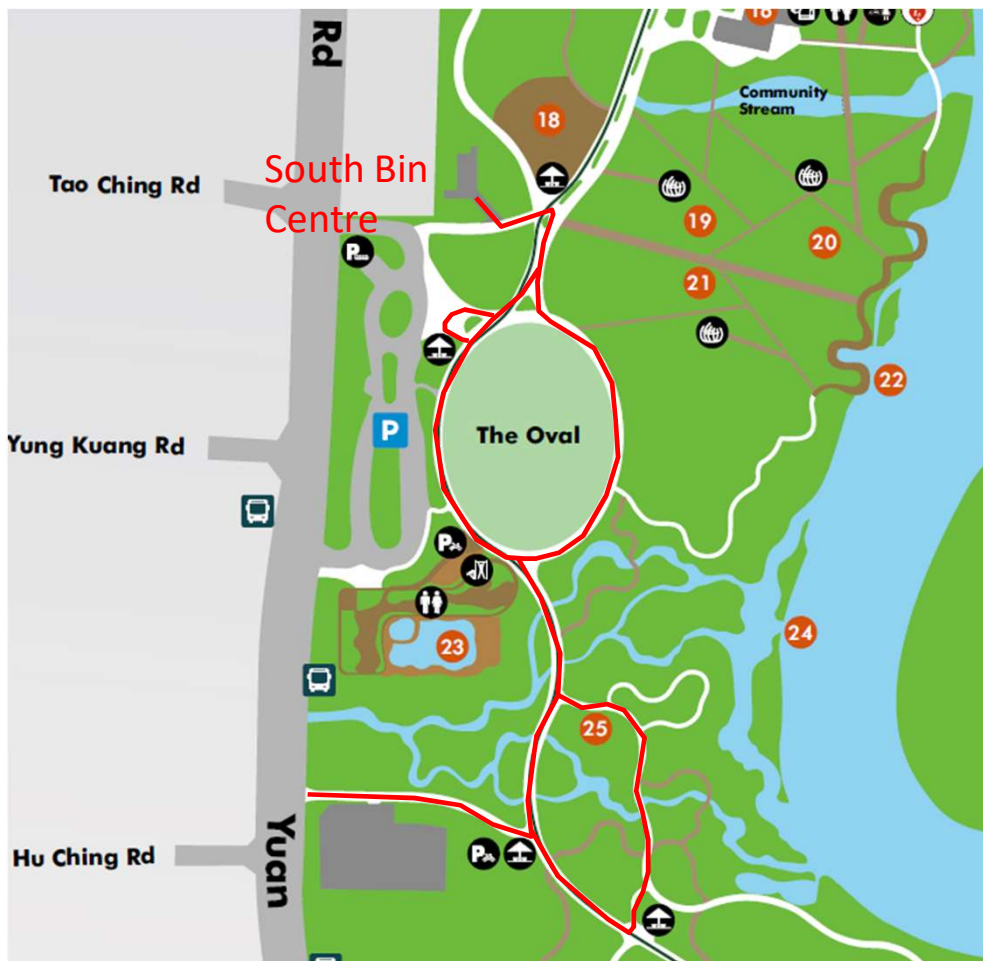 Rd
16
Community
Stream
18
South Bin
Centre
Tao Ching Rd
19
20
P
21
22
P
The Oval
Yung Kuang Rd
P
24
23
25
Yuan
Hu Ching Rd
P